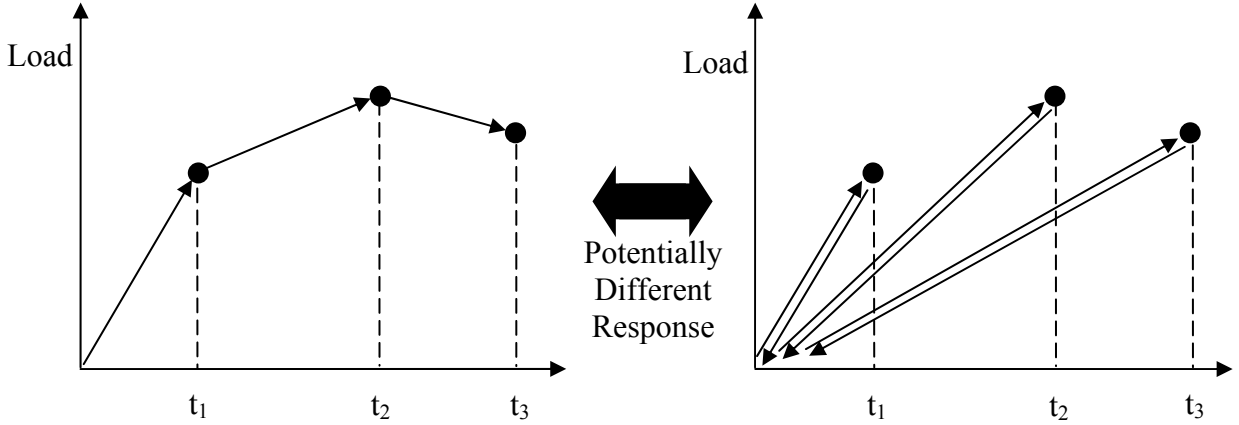 Load
t₁
t₂
t₃
Potentially
Different
Response
Load
t₁
t₂
t₃